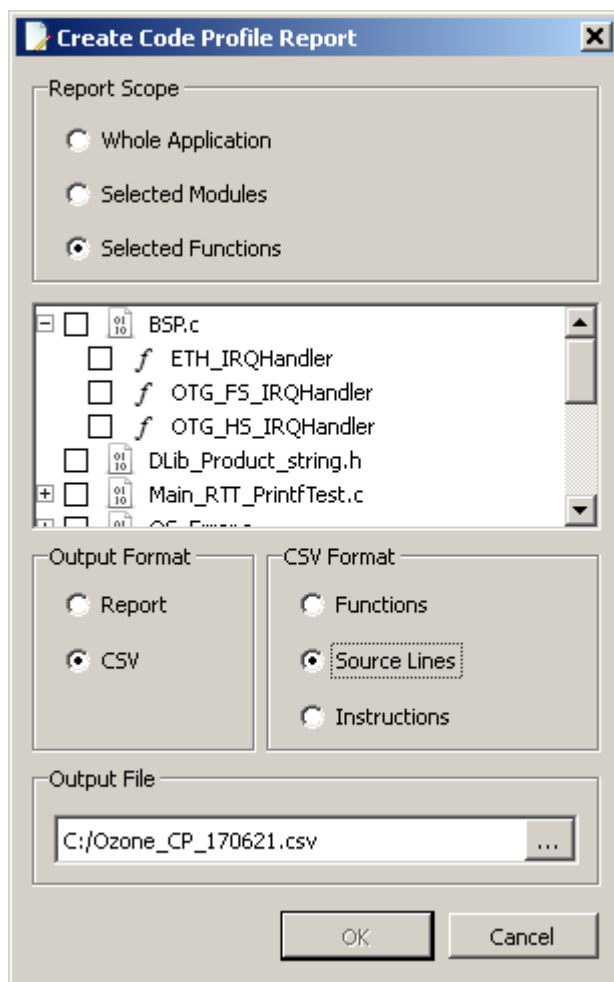 Create Code Profile Report
Report Scope
Whole Application
Selected Modules
Selected Functions
BSP.c
f ETH_IRQHandler
f OTG_FS_IRQHandler
f OTG_HS_IRQHandler
DLib_Product_string.h
Main_RTT_PrintfTest.c
Output Format
Report
CSV
CSV Format
Functions
Source Lines
Instructions
Output File
C:/Ozone_CP_170621.csv
...
OK
Cancel